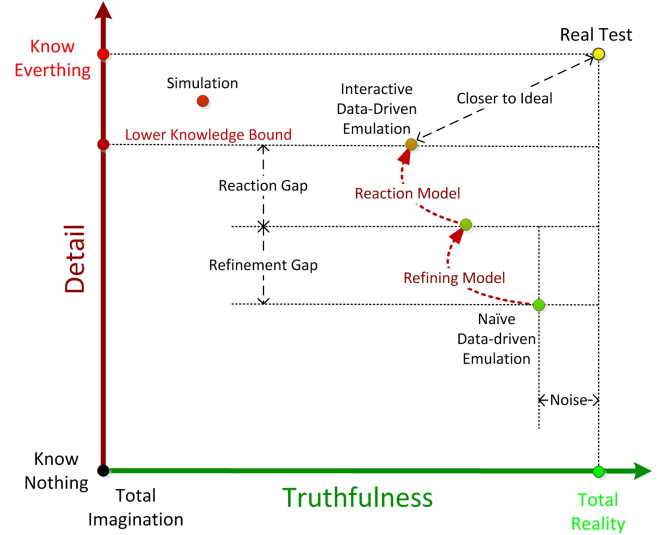 Real Test
Know
Everthing
Simulation
Interactive
Data-Driven
Emulation
Closer to Ideal
Lower Knowledge Bound
Reaction Gap
Reaction Model
Detail
Refinement Gap
Refining Model
Naïve
Data-driven
Emulation
Noise
Know
Nothing
Total
Imagination
Truthfulness
Total
Reality